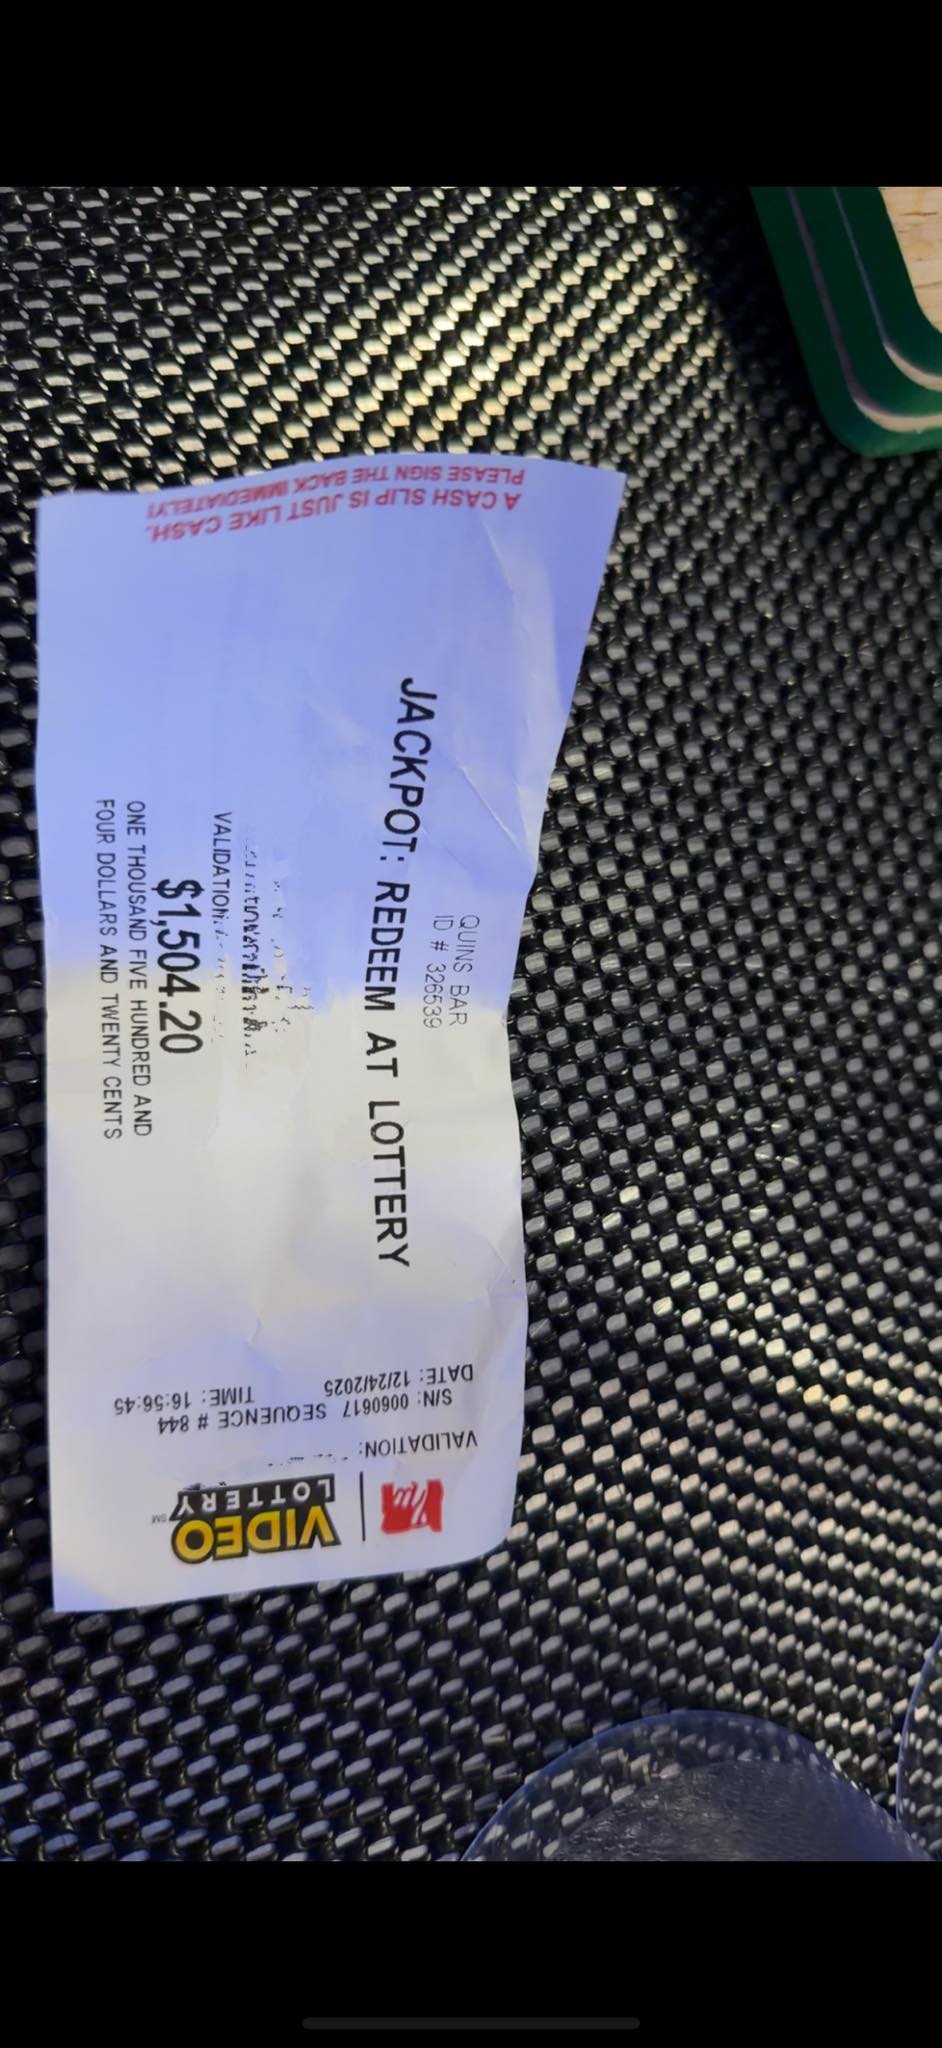 VIDEO
LOTTERY
SM
VALIDATION:
S/N: 0060617 SEQUENCE # 844
DATE: 12/24/2025 TIME: 16:56:45
QUINS BAR
ID # 326539
JACKPOT: REDEEM AT LOTTERY
VALIDATION:
$1,504.20
ONE THOUSAND FIVE HUNDRED AND
FOUR DOLLARS AND TWENTY CENTS
A CASH SLIP IS JUST LIKE CASH.
PLEASE SIGN THE BACK IMMEDIATELY!